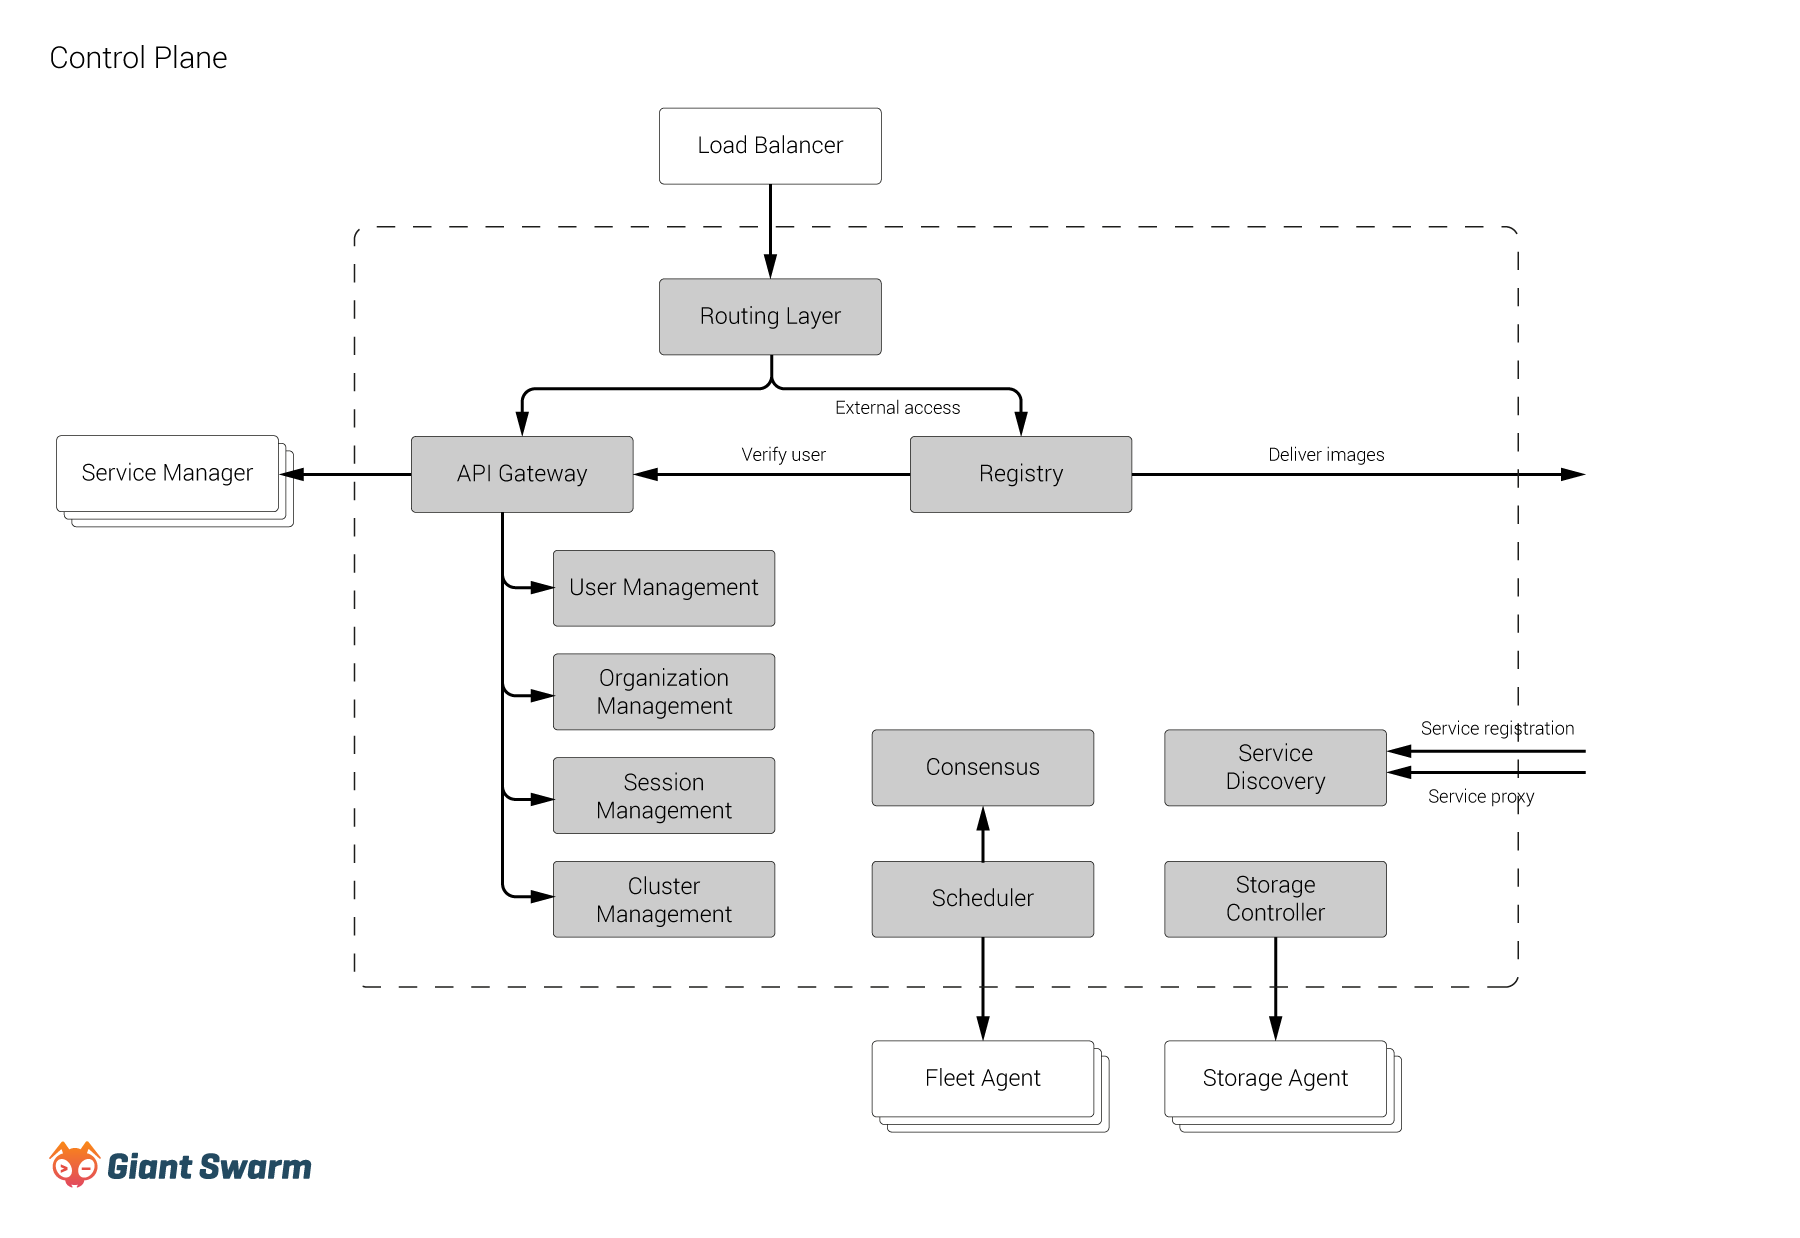 Control Plane
Load Balancer
Routing Layer
External access
Service Manager
API Gateway
Verify user
Registry
Deliver images
User Management
Organization
Management
Session
Management
Cluster
Management
Consensus
Service
Discovery
Service registration
Service proxy
Scheduler
Storage
Controller
Fleet Agent
Storage Agent
Giant Swarm